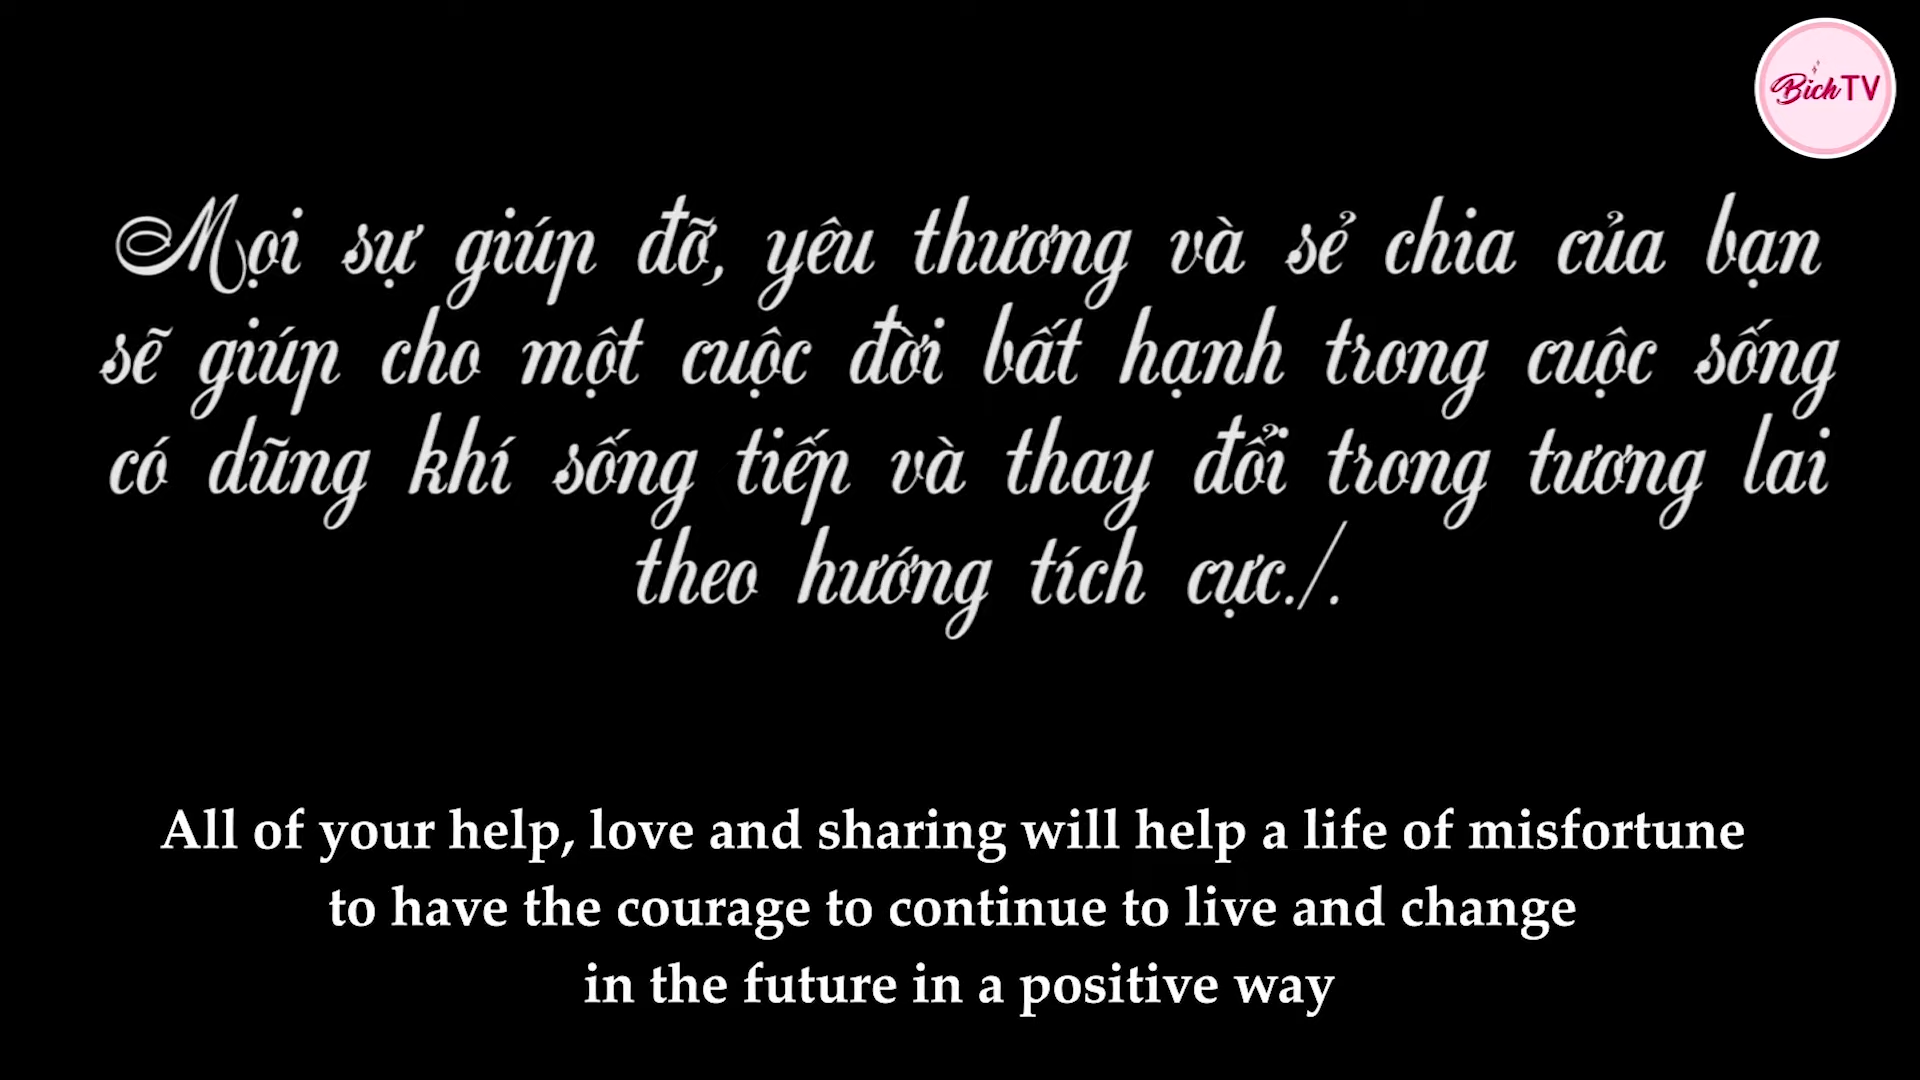 BichTV
Mọi sự giúp đỡ, yêu thương và sẻ chia của bạn
sẽ giúp cho một cuộc đời bất hạnh trong cuộc sống
có dũng khí sống tiếp và thay đổi trong tương lai
theo hướng tích cực./.
All of your help, love and sharing will help a life of misfortune
to have the courage to continue to live and change
in the future in a positive way